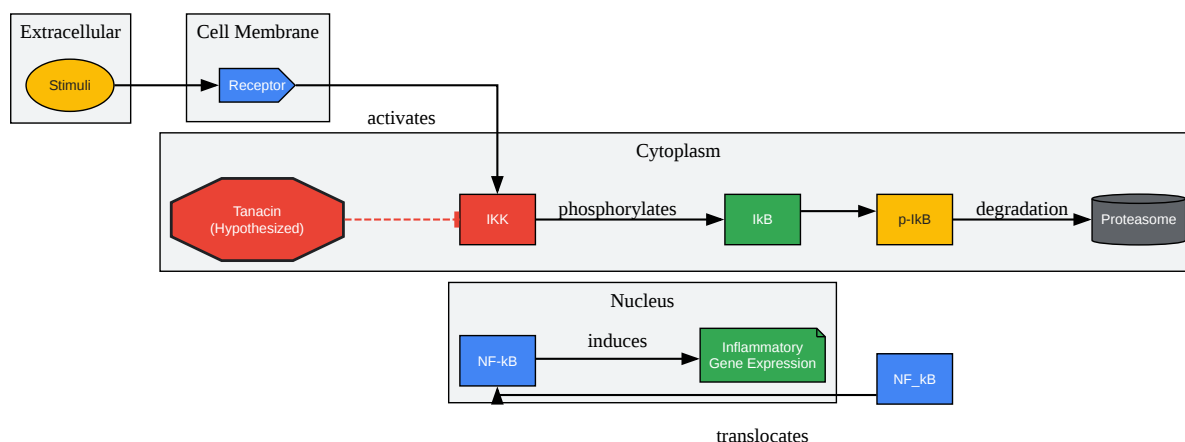 Extracellular
Stimuli
Cell Membrane
Receptor
activates
Cytoplasm
Tanacin
(Hypothesized)
IKK
phosphorylates
IkB
p-IkB
degradation
Proteasome
Nucleus
NF-kB
induces
Inflammatory
Gene Expression
NF_kB
translocates